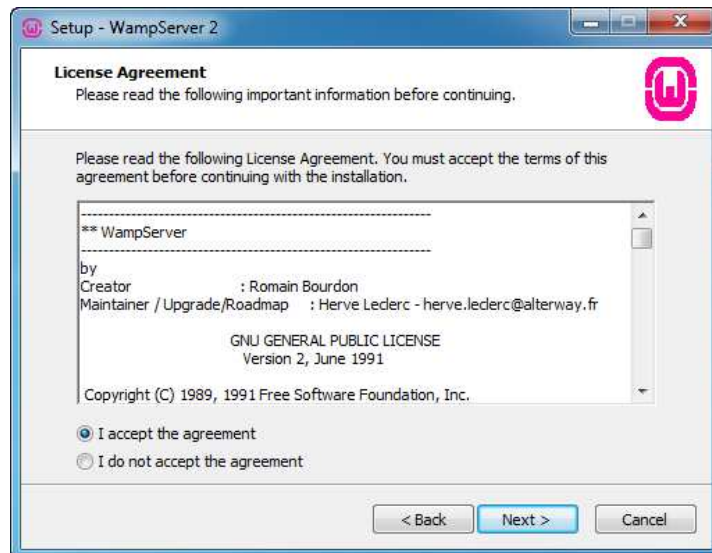 Setup - WampServer 2
License Agreement
Please read the following important information before continuing.
Please read the following License Agreement. You must accept the terms of this
agreement before continuing with the installation.
----------------------------------------------------------------
** WampServer
----------------------------------------------------------------
by
Creator : Romain Bourdon
Maintainer / Upgrade/Roadmap : Herve Leclerc - herve.leclerc@alterway.fr
GNU GENERAL PUBLIC LICENSE
Version 2, June 1991
Copyright (C) 1989, 1991 Free Software Foundation, Inc.
I accept the agreement
I do not accept the agreement
< Back Next > Cancel